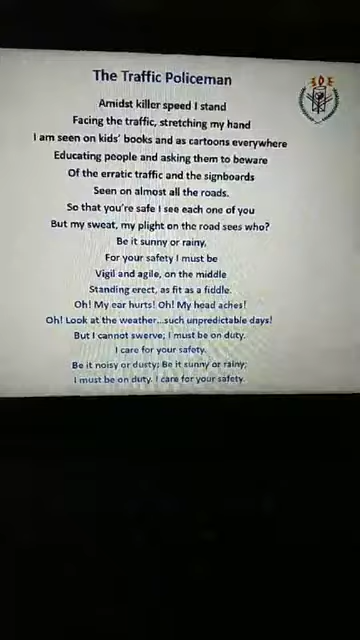 The Traffic Policeman
Amidst killer speed I stand
Facing the traffic, stretching my hand
I am seen on kids' books and as cartoons everywhere
Educating people and asking them to beware
Of the erratic traffic and the signboards
Seen on almost all the roads.
So that you're safe I see each one of you
But my sweat, my plight on the road sees who?
Be it sunny or rainy,
For your safety I must be
Vigil and agile, on the middle
Standing erect, as fit as a fiddle.
Oh! My ear hurts! Oh! My head aches!
Oh! Look at the weather...such unpredictable days!
But I cannot swerve; I must be on duty.
I care for your safety.
Be it noisy or dusty; Be it sunny or rainy;
I must be on duty. I care for your safety.